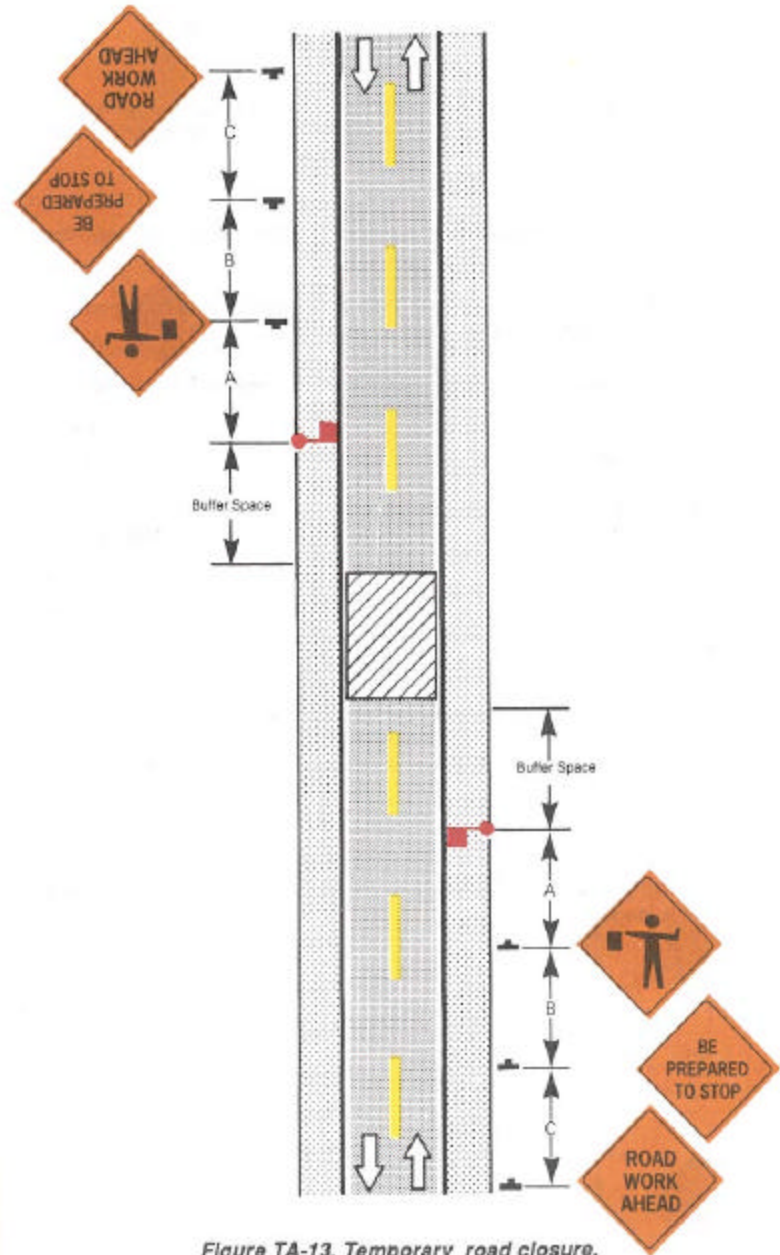 ROAD
WORK
AHEAD
C
BE
PREPARED
TO STOP
B
A
Buffer Space
Buffer Space
A
B
BE
PREPARED
TO STOP
C
ROAD
WORK
AHEAD
Figure TA-13. Temporary road closure.